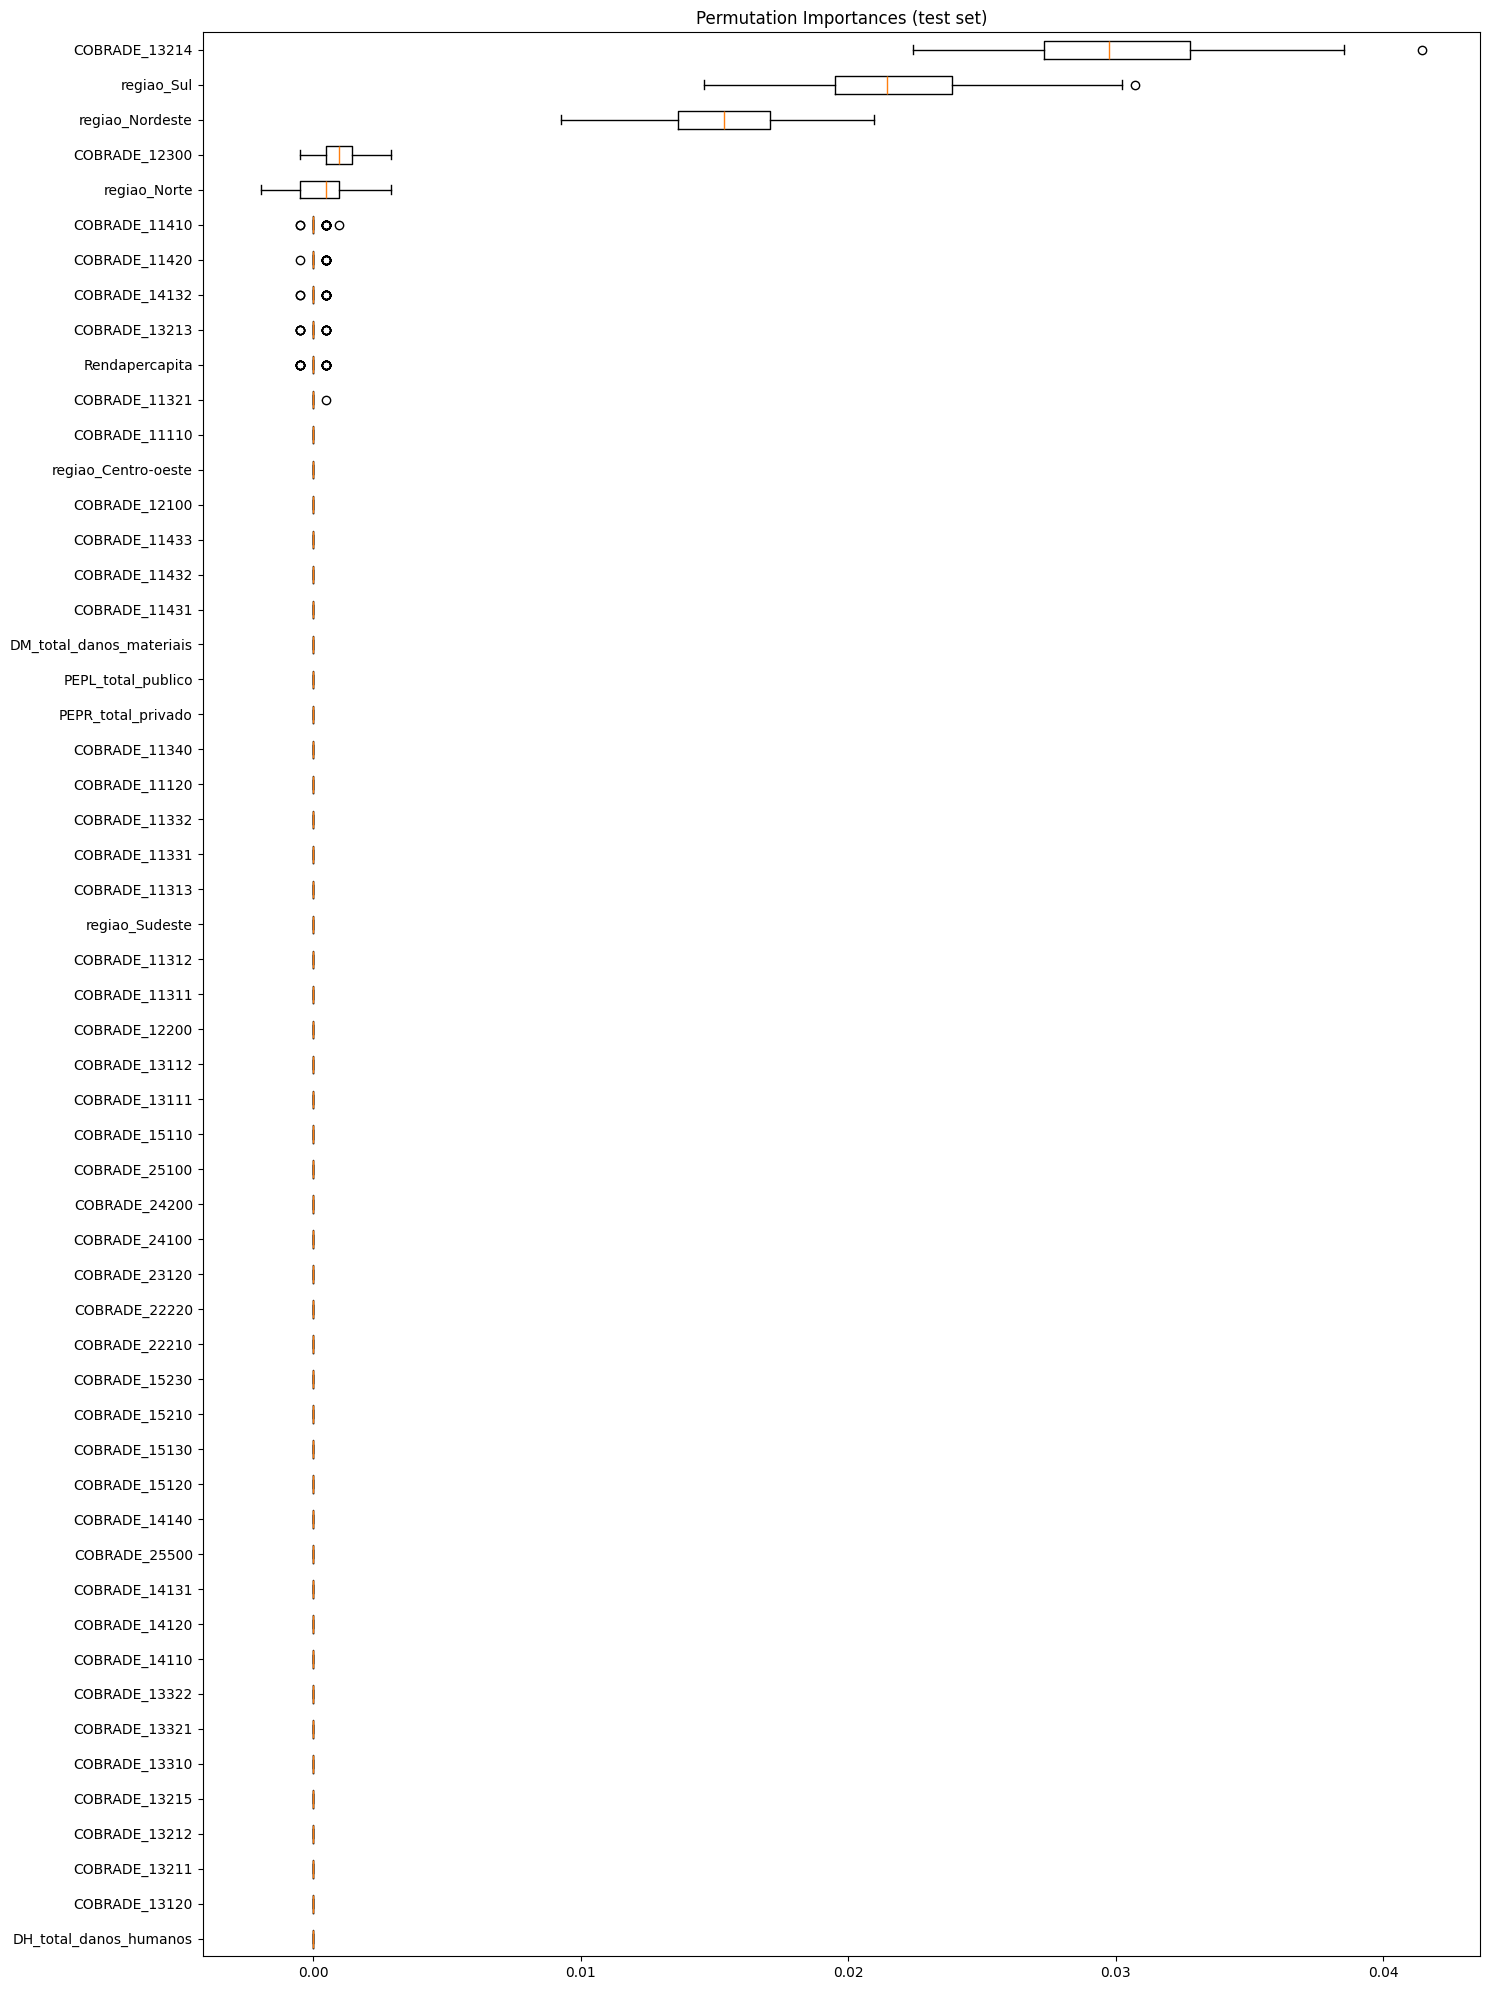 Permutation Importances (test set)
COBRADE_13214
regiao_Sul
regiao_Nordeste
COBRADE_12300
regiao_Norte
COBRADE_11410
COBRADE_11420
COBRADE_14132
COBRADE_13213
Rendapercapita
COBRADE_11321
COBRADE_11110
regiao_Centro-oeste
COBRADE_12100
COBRADE_11433
COBRADE_11432
COBRADE_11431
DM_total_danos_materiais
PEPL_total_publico
PEPR_total_privado
COBRADE_11340
COBRADE_11120
COBRADE_11332
COBRADE_11331
COBRADE_11313
regiao_Sudeste
COBRADE_11312
COBRADE_11311
COBRADE_12200
COBRADE_13112
COBRADE_13111
COBRADE_15110
COBRADE_25100
COBRADE_24200
COBRADE_24100
COBRADE_23120
COBRADE_22220
COBRADE_22210
COBRADE_15230
COBRADE_15210
COBRADE_15130
COBRADE_15120
COBRADE_14140
COBRADE_25500
COBRADE_14131
COBRADE_14120
COBRADE_14110
COBRADE_13322
COBRADE_13321
COBRADE_13310
COBRADE_13215
COBRADE_13212
COBRADE_13211
COBRADE_13120
DH_total_danos_humanos
0.00 0.01 0.02 0.03 0.04